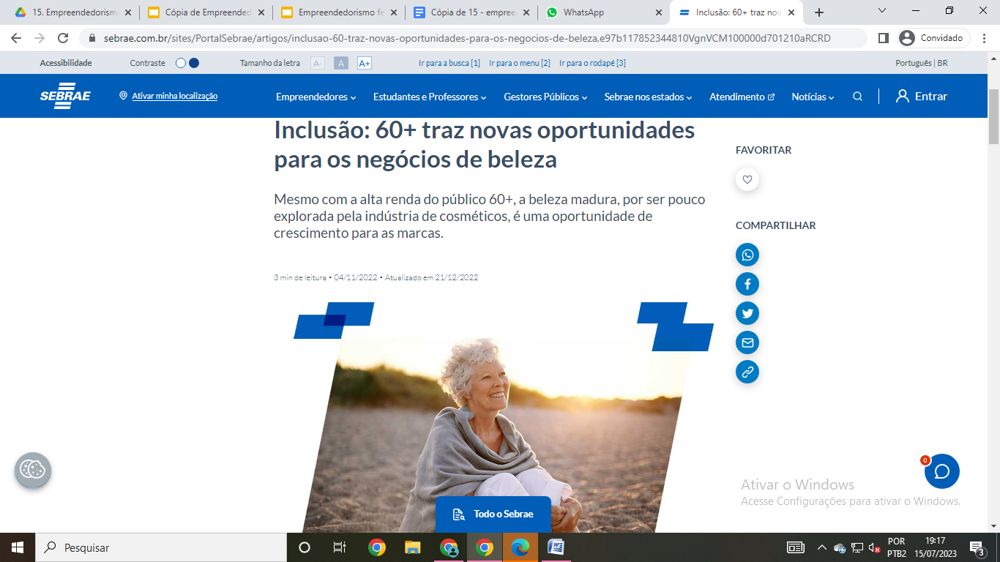 15. Empreendedorism
Cópia de Empreended
Empreendedorismo fe
Cópia de 15 - empree
WhatsApp
Inclusão: 60+ traz nov
sebrae.com.br/sites/PortalSebrae/artigos/inclusao-60-traz-novas-oportunidades-para-os-negocios-de-beleza,e97b117852344810VgnVCM100000d701210aRCRD
Convidado
Acessibilidade
Contraste
Tamanho da letra
A-
A
A+
Ir para a busca [1]
Ir para o menu [2]
Ir para o rodapé [3]
Português | BR
SEBRAE
Ativar minha localização
Empreendedores
Estudantes e Professores
Gestores Públicos
Sebrae nos estados
Atendimento
Notícias
Entrar
Inclusão: 60+ traz novas oportunidades
para os negócios de beleza
Mesmo com a alta renda do público 60+, a beleza madura, por ser pouco
explorada pela indústria de cosméticos, é uma oportunidade de
crescimento para as marcas.
3 min de leitura • 04/11/2022 • Atualizado em 21/12/2022
FAVORITAR
COMPARTILHAR
0
Ativar o Windows
Acesse Configurações para ativar o Windows.
Todo o Sebrae
Pesquisar
POR
PTB2
19:17
15/07/2023
3